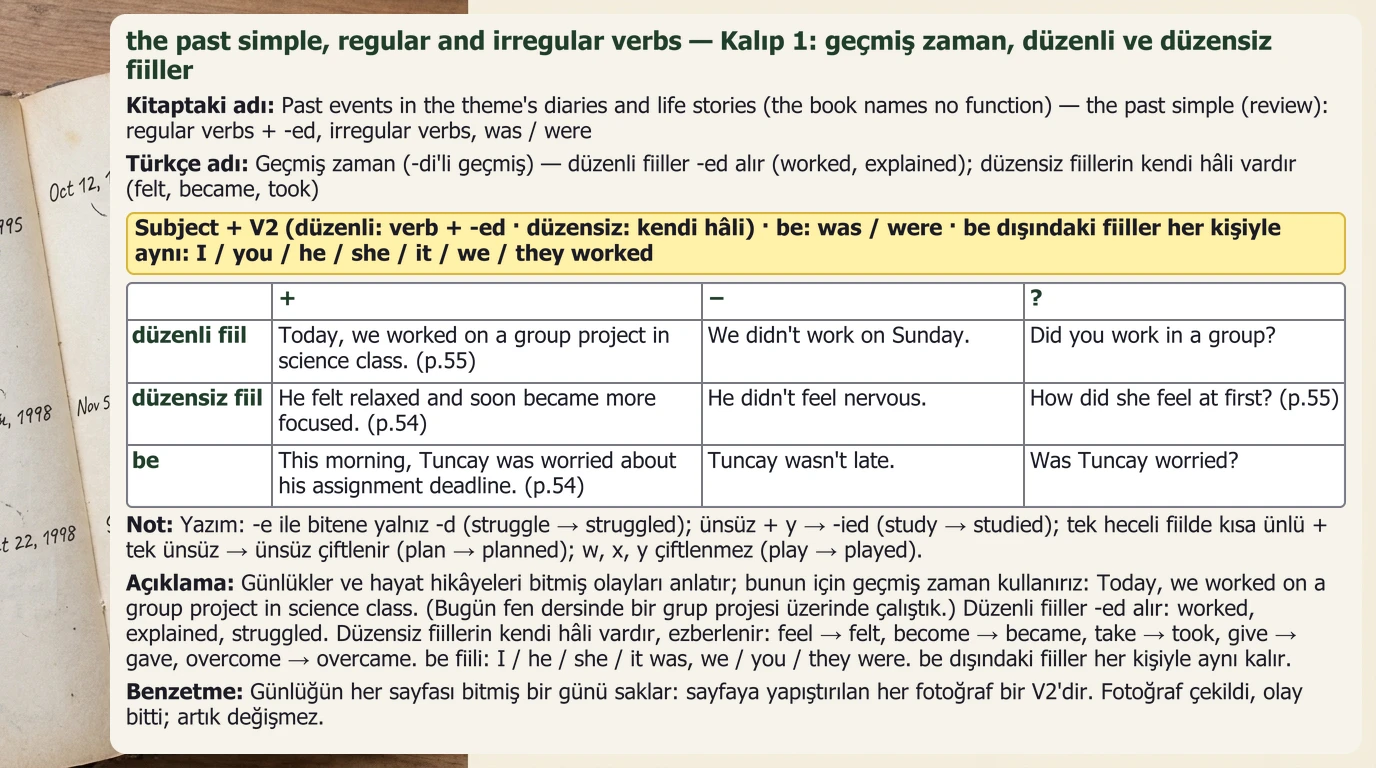 the past simple, regular and irregular verbs — Kalıp 1: geçmiş zaman, düzenli ve düzensiz
fiiller
Kitaptaki adı: Past events in the theme's diaries and life stories (the book names no function) — the past simple (review):
regular verbs + -ed, irregular verbs, was / were
Türkçe adı: Geçmiş zaman (-di'li geçmiş) — düzenli fiiller -ed alır (worked, explained); düzensiz fiillerin kendi hâli vardır
(felt, became, took)
Subject + V2 (düzenli: verb + -ed · düzensiz: kendi hâli) · be: was / were · be dışındaki fiiller her kişiyle
aynı: I / you / he / she / it / we / they worked
+ − ?
düzenli fiil Today, we worked on a group project in science class. (p.55) We didn't work on Sunday. Did you work in a group?
düzensiz fiil He felt relaxed and soon became more focused. (p.54) He didn't feel nervous. How did she feel at first? (p.55)
be This morning, Tuncay was worried about his assignment deadline. (p.54) Tuncay wasn't late. Was Tuncay worried?
Not: Yazım: -e ile bitene yalnız -d (struggle → struggled); ünsüz + y → -ied (study → studied); tek heceli fiilde kısa ünlü +
tek ünsüz → ünsüz çiftlenir (plan → planned); w, x, y çiftlenmez (play → played).
Açıklama: Günlükler ve hayat hikâyeleri bitmiş olayları anlatır; bunun için geçmiş zaman kullanırız: Today, we worked on a
group project in science class. (Bugün fen dersinde bir grup projesi üzerinde çalıştık.) Düzenli fiiller -ed alır: worked,
explained, struggled. Düzensiz fiillerin kendi hâli vardır, ezberlenir: feel → felt, become → became, take → took, give →
gave, overcome → overcame. be fiili: I / he / she / it was, we / you / they were. be dışındaki fiiller her kişiyle aynı kalır.
Benzetme: Günlüğün her sayfası bitmiş bir günü saklar: sayfaya yapıştırılan her fotoğraf bir V2'dir. Fotoğraf çekildi, olay
bitti; artık değişmez.
Oct 12,
1998
Nov 5
22, 1998